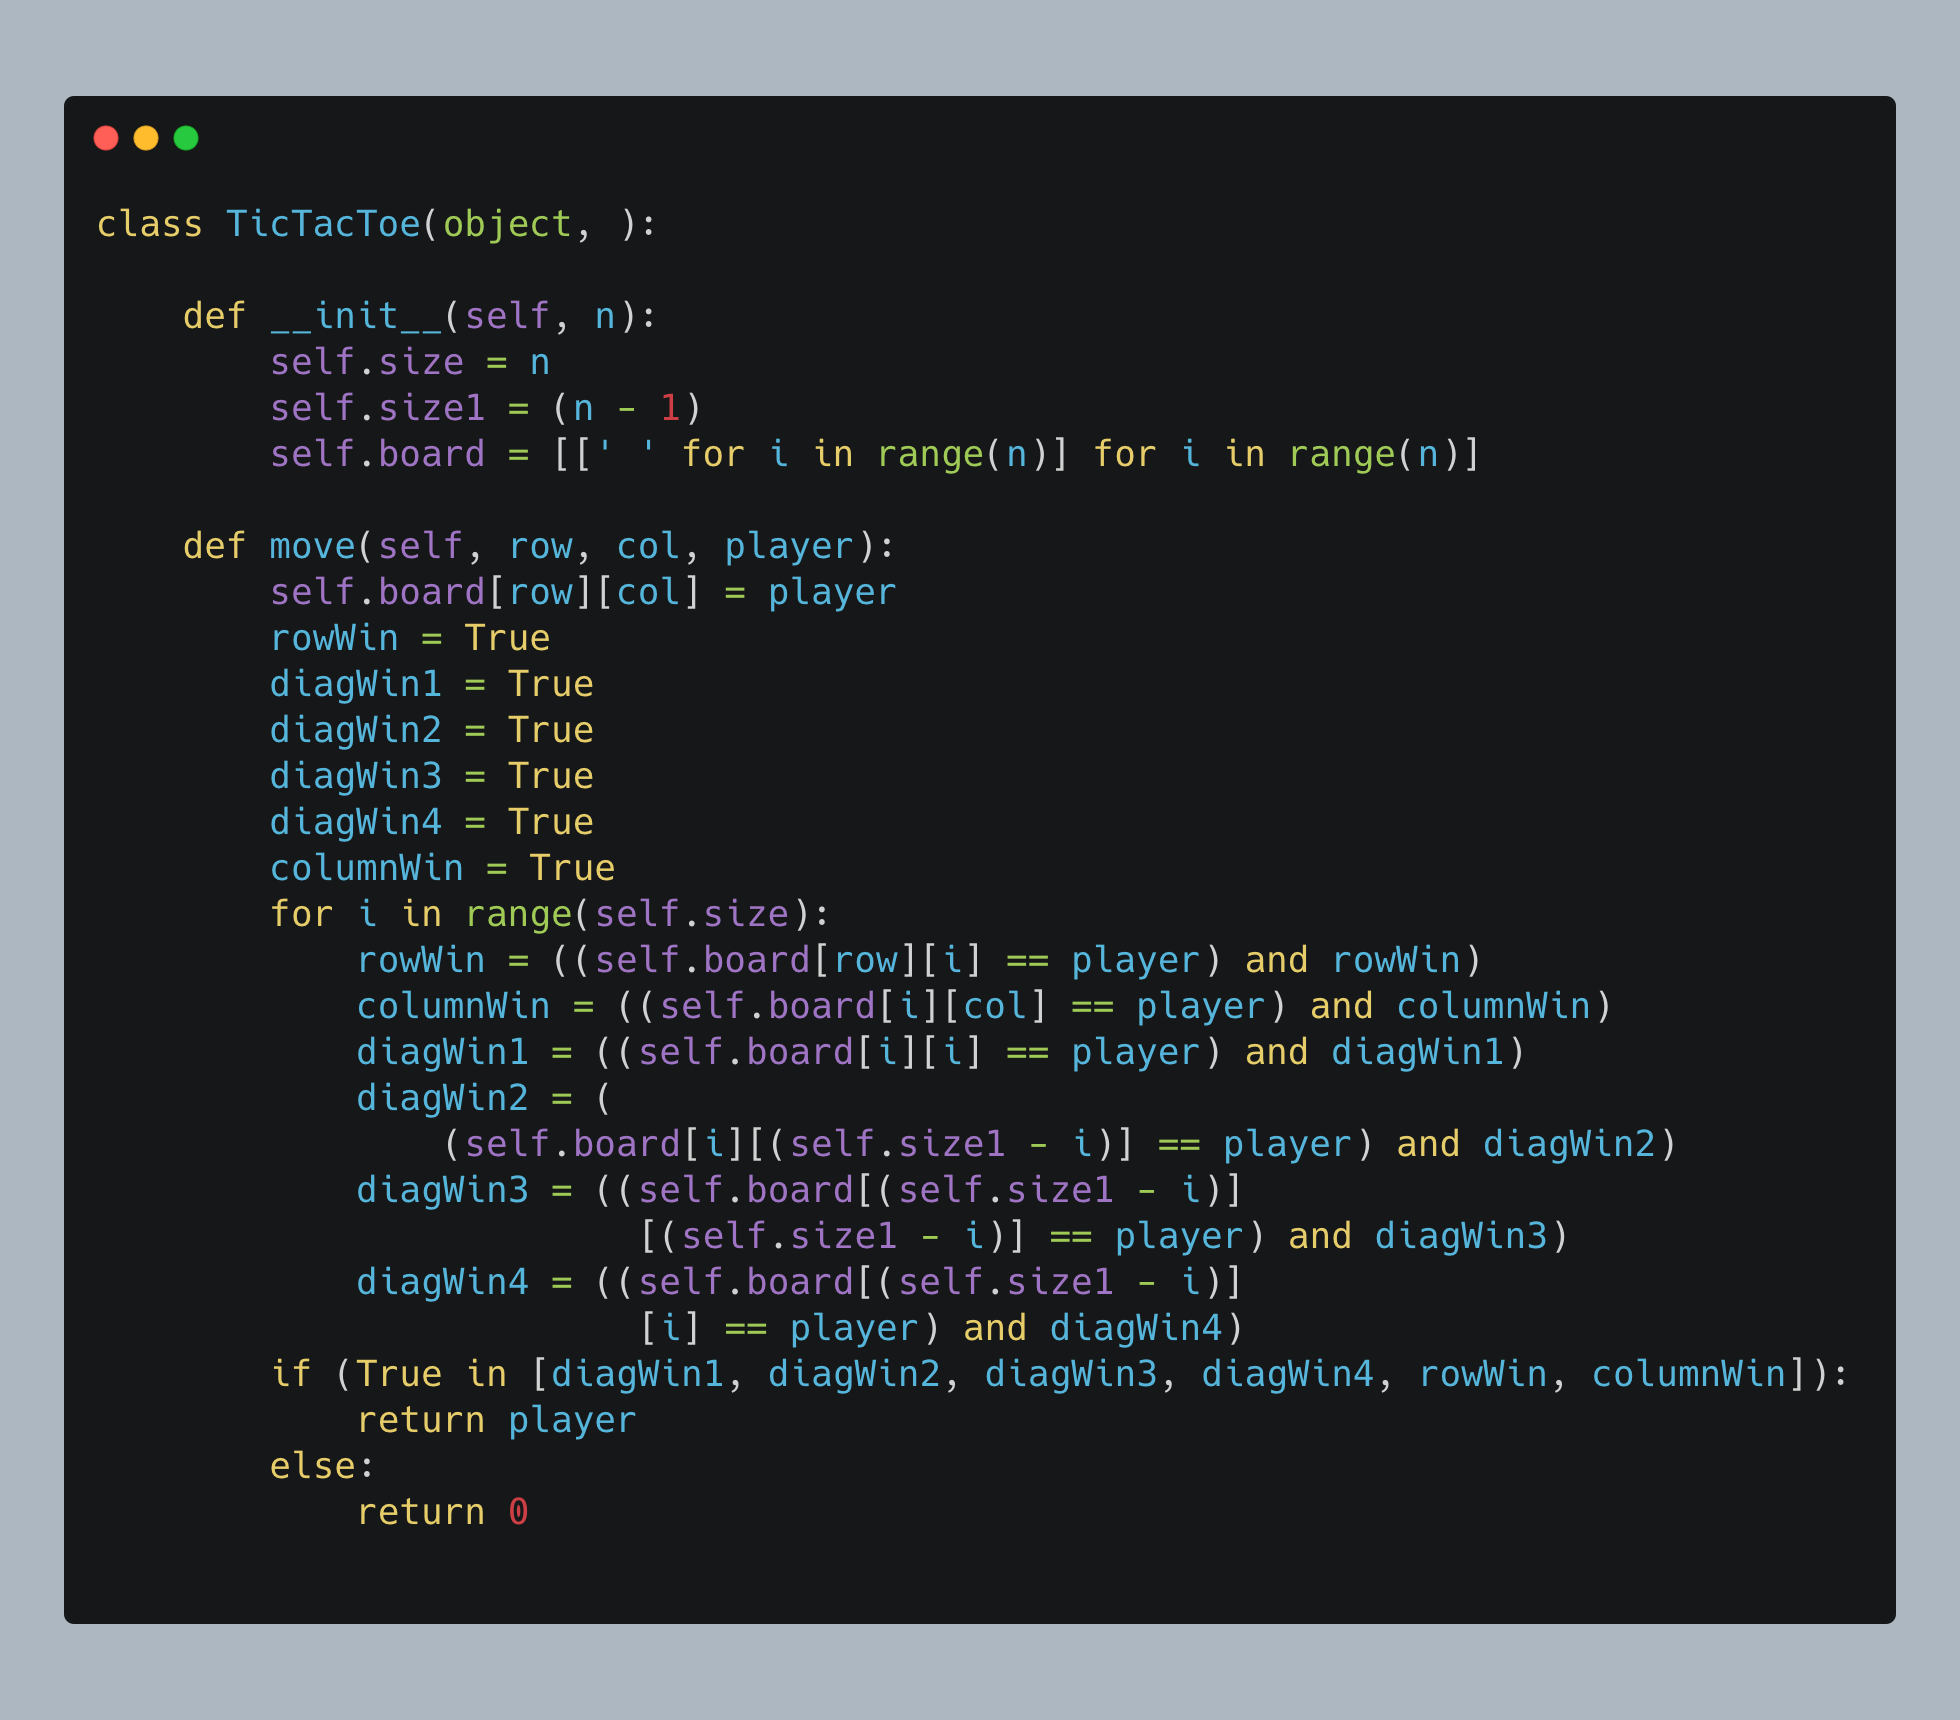 class TicTacToe(object, ):

    def __init__(self, n):
        self.size = n
        self.size1 = (n - 1)
        self.board = [[' ' for i in range(n)] for i in range(n)]

    def move(self, row, col, player):
        self.board[row][col] = player
        rowWin = True
        diagWin1 = True
        diagWin2 = True
        diagWin3 = True
        diagWin4 = True
        columnWin = True
        for i in range(self.size):
            rowWin = ((self.board[row][i] == player) and rowWin)
            columnWin = ((self.board[i][col] == player) and columnWin)
            diagWin1 = ((self.board[i][i] == player) and diagWin1)
            diagWin2 = (
                (self.board[i][(self.size1 - i)] == player) and diagWin2)
            diagWin3 = ((self.board[(self.size1 - i)]
                         [(self.size1 - i)] == player) and diagWin3)
            diagWin4 = ((self.board[(self.size1 - i)]
                         [i] == player) and diagWin4)
        if (True in [diagWin1, diagWin2, diagWin3, diagWin4, rowWin, columnWin]):
            return player
        else:
            return 0